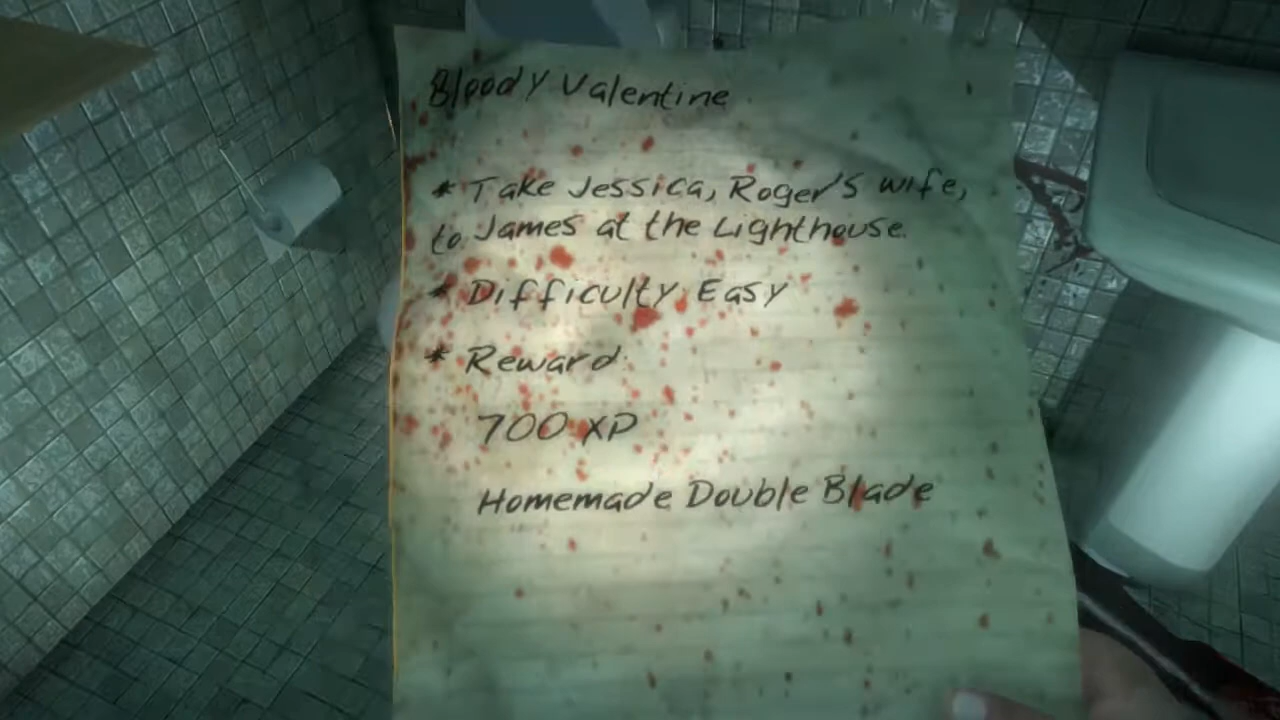 Bloody Valentine
* Take Jessica, Roger's wife,
to James at the Lighthouse.
* Difficulty Easy
* Reward
700 XP
Homemade Double Blade